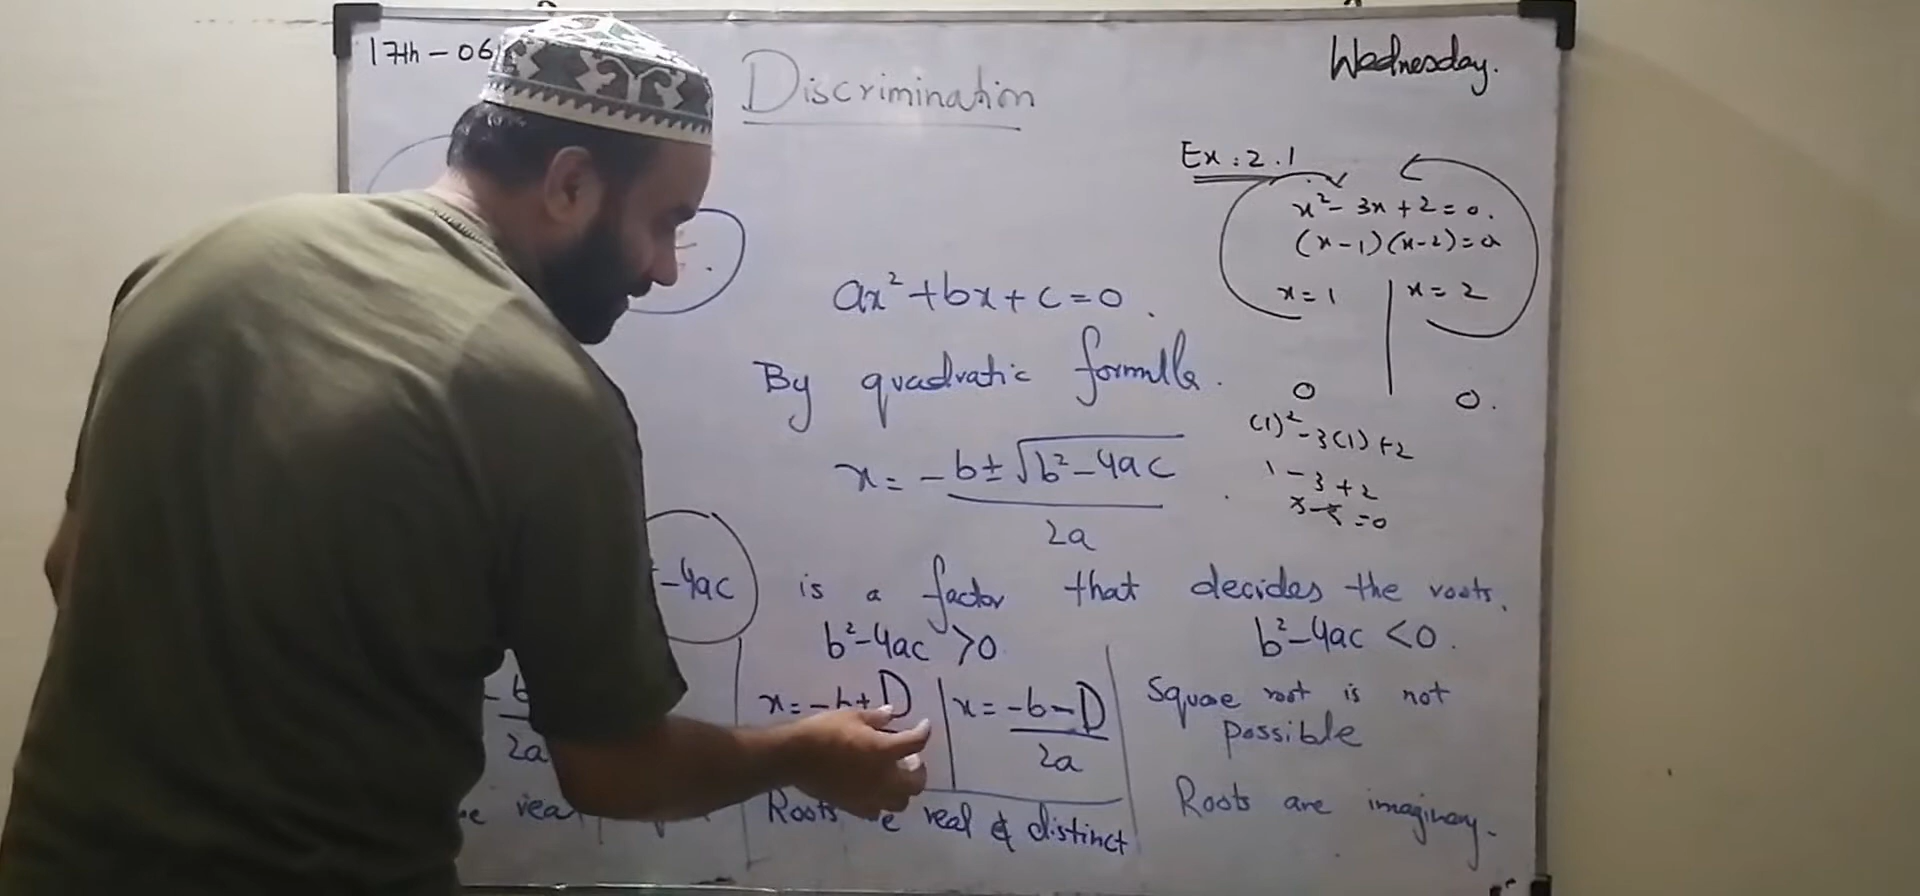 17th - 06
Discrimination
Wednesday.
Ex : 2.1
x² - 3x + 2 = 0.
(x - 1)(x - 2) = 0
x = 1 | x = 2
0 0.
(1)² - 3(1) + 2
1 - 3 + 2
3 - 3 = 0
ax² + bx + c = 0.
By quadratic formula.
x = -b ± √b² - 4ac
2a
-4ac is a factor that decides the roots.
b² - 4ac > 0
x = -b + D | x = -b - D
2a
b² - 4ac < 0.
Square root is not
possible
Roots are imaginary.
- b
2a
real
Roots real & distinct